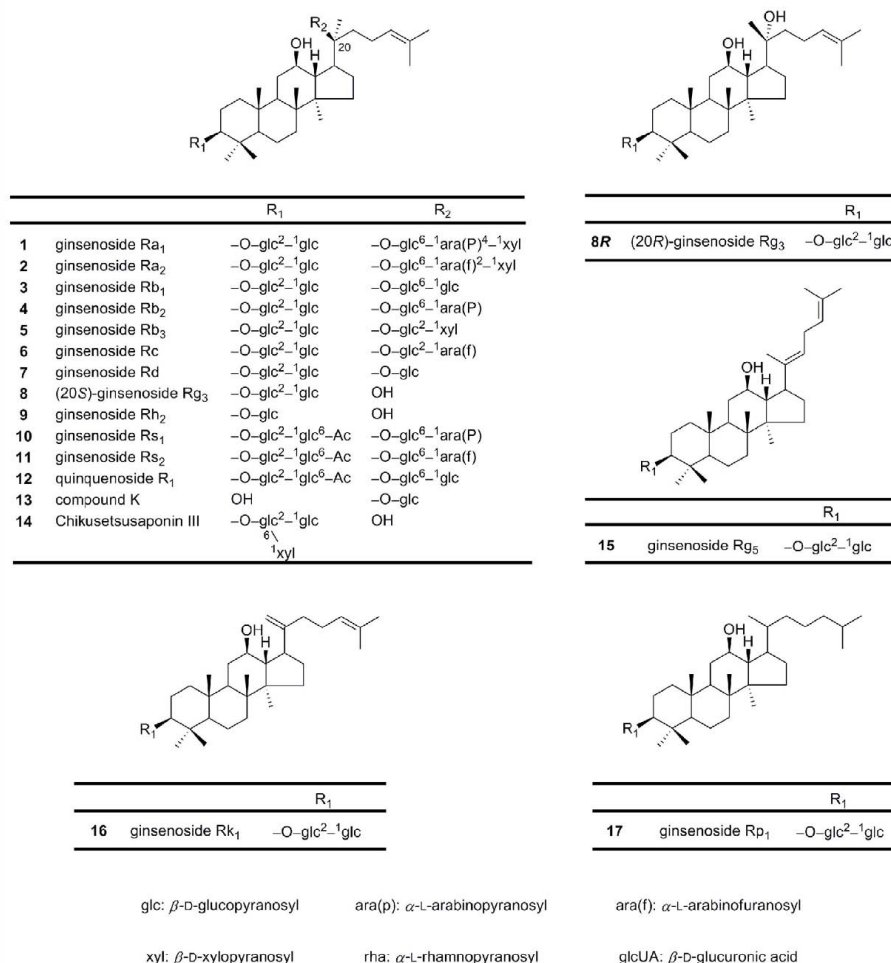 R2
OH
H
20
R1
R1 R2
1 ginsenoside Ra1 –O–glc2–1glc –O–glc6–1ara(P)4–1xyl
2 ginsenoside Ra2 –O–glc2–1glc –O–glc6–1ara(f)2–1xyl
3 ginsenoside Rb1 –O–glc2–1glc –O–glc6–1glc
4 ginsenoside Rb2 –O–glc2–1glc –O–glc6–1ara(P)
5 ginsenoside Rb3 –O–glc2–1glc –O–glc2–1xyl
6 ginsenoside Rc –O–glc2–1glc –O–glc2–1ara(f)
7 ginsenoside Rd –O–glc2–1glc –O–glc
8 (20S)-ginsenoside Rg3 –O–glc2–1glc OH
9 ginsenoside Rh2 –O–glc OH
10 ginsenoside Rs1 –O–glc2–1glc6–Ac –O–glc6–1ara(P)
11 ginsenoside Rs2 –O–glc2–1glc6–Ac –O–glc6–1ara(f)
12 quinquenoside R1 –O–glc2–1glc6–Ac –O–glc6–1glc
13 compound K OH –O–glc
14 Chikusetsusaponin III –O–glc2–1glc OH
6\
1xyl
OH
OH
H
R1
R1
8R (20R)-ginsenoside Rg3 –O–glc2–1glc
OH
H
R1
R1
15 ginsenoside Rg5 –O–glc2–1glc
OH
H
R1
R1
16 ginsenoside Rk1 –O–glc2–1glc
OH
H
R1
R1
17 ginsenoside Rp1 –O–glc2–1glc
glc: β-D-glucopyranosyl ara(p): α-L-arabinopyranosyl ara(f): α-L-arabinofuranosyl
xyl: β-D-xylopyranosyl rha: α-L-rhamnopyranosyl glcUA: β-D-glucuronic acid